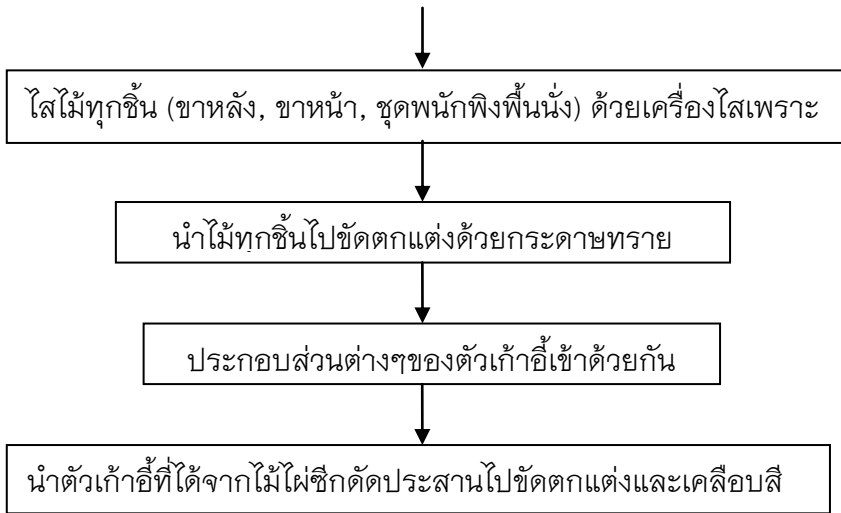 ไสไม้ทุกชิ้น (ขาหลัง, ขาหน้า, ชุดพนักพิงพื้นนั่ง) ด้วยเครื่องไสเพราะ
นำไม้ทุกชิ้นไปขัดตกแต่งด้วยกระดาษทราย
ประกอบส่วนต่างๆของตัวเก้าอี้เข้าด้วยกัน
นำตัวเก้าอี้ที่ได้จากไม้ไผ่ซีกดัดประสานไปขัดตกแต่งและเคลือบสี